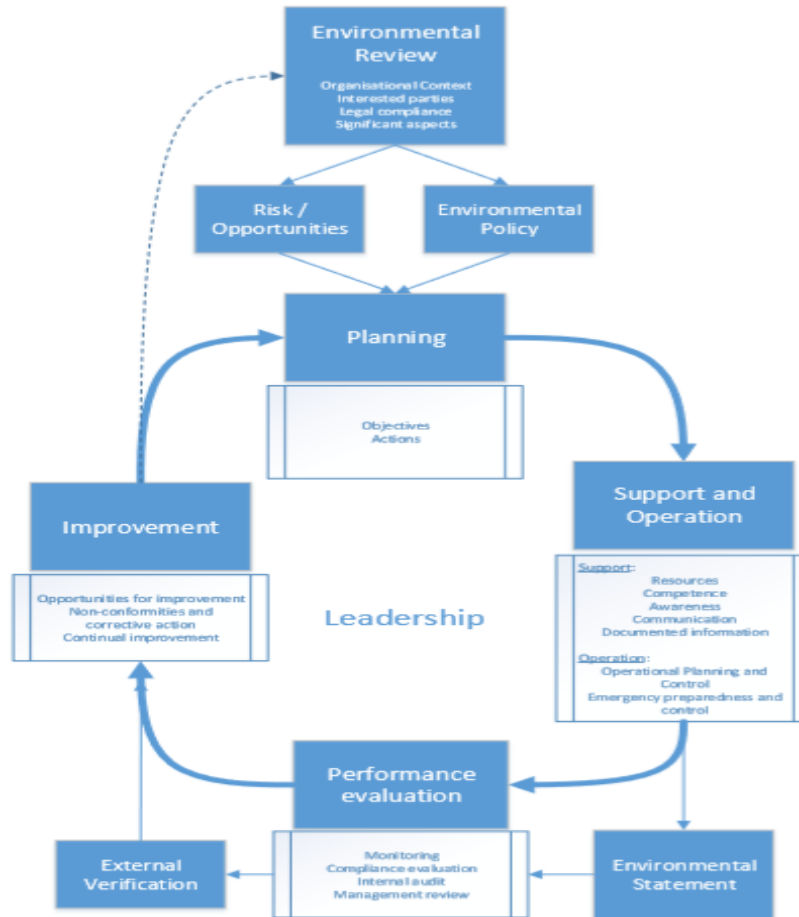 Environmental
Review
Organisational Context
Interested parties
Legal compliance
Significant aspects
Risk /
Opportunities
Environmental
Policy
Planning
Objectives
Actions
Support and
Operation
Support:
Resources
Competence
Awareness
Communication
Documented information
Operation:
Operational Planning and
Control
Emergency preparedness and
control
Improvement
Opportunities for improvement
Non-conformities and
corrective action
Continual improvement
Leadership
Performance
evaluation
Monitoring
Compliance evaluation
Internal audit
Management review
External
Verification
Environmental
Statement